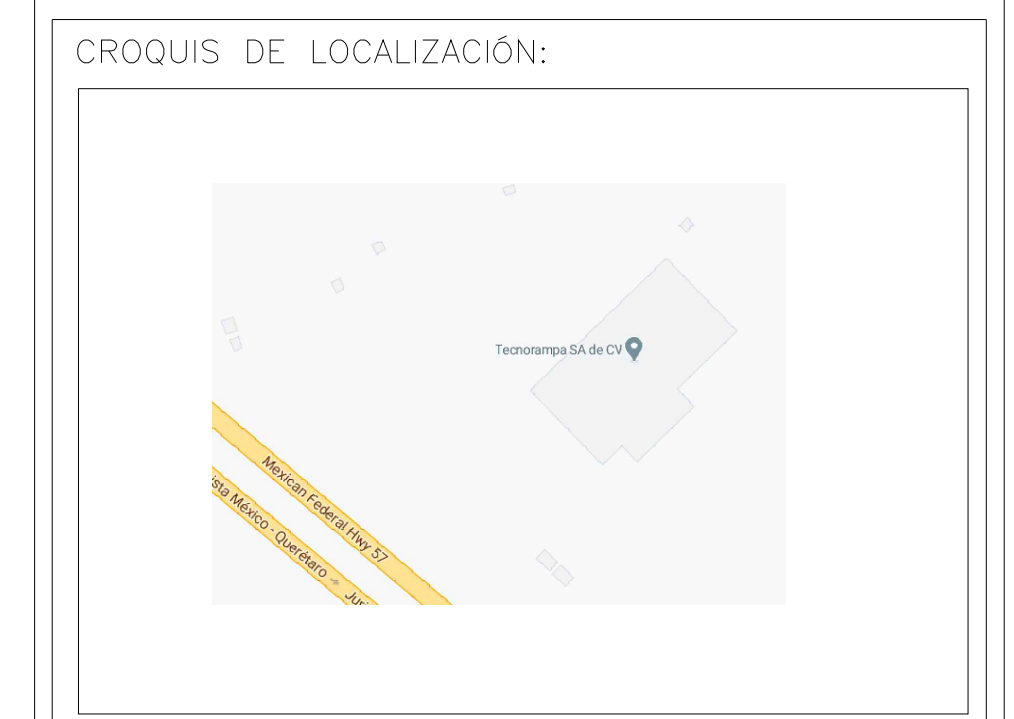 CROQUIS DE LOCALIZACIÓN:
Tecnorampa SA de CV
Mexican Federal Hwy 57
ista México - Querétaro